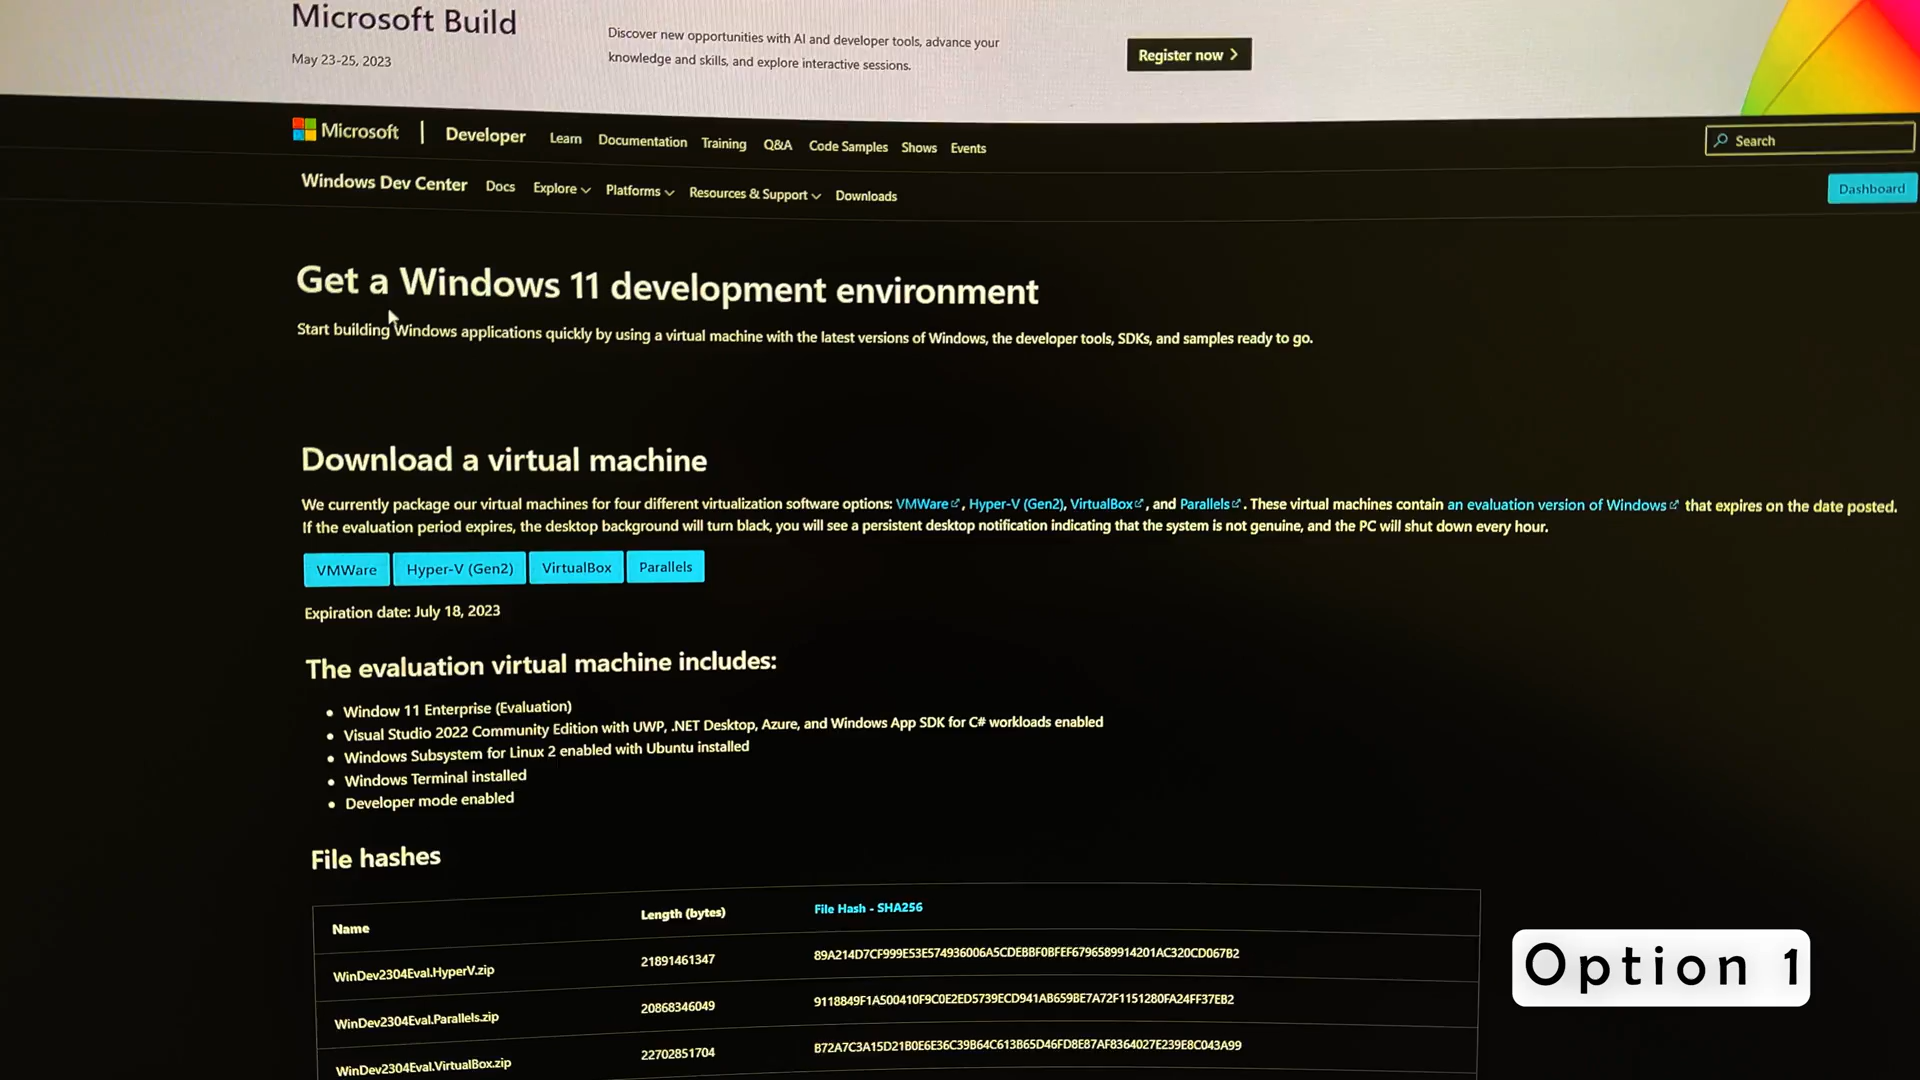 Microsoft Build
May 23-25, 2023
Discover new opportunities with AI and developer tools, advance your
knowledge and skills, and explore interactive sessions.
Register now
Microsoft | Developer Learn Documentation Training Q&A Code Samples Shows Events
Search
Windows Dev Center Docs Explore Platforms Resources & Support Downloads
Dashboard
Get a Windows 11 development environment
Start building Windows applications quickly by using a virtual machine with the latest versions of Windows, the developer tools, SDKs, and samples ready to go.
Download a virtual machine
We currently package our virtual machines for four different virtualization software options: VMWare, Hyper-V (Gen2), VirtualBox, and Parallels. These virtual machines contain an evaluation version of Windows that expires on the date posted.
If the evaluation period expires, the desktop background will turn black, you will see a persistent desktop notification indicating that the system is not genuine, and the PC will shut down every hour.
VMWare Hyper-V (Gen2) VirtualBox Parallels
Expiration date: July 18, 2023
The evaluation virtual machine includes:
• Window 11 Enterprise (Evaluation)
• Visual Studio 2022 Community Edition with UWP, .NET Desktop, Azure, and Windows App SDK for C# workloads enabled
• Windows Subsystem for Linux 2 enabled with Ubuntu installed
• Windows Terminal installed
• Developer mode enabled
File hashes
Name Length (bytes) File Hash - SHA256
WinDev2304Eval.HyperV.zip 21891461347 89A214D7CF999E53E574936006A5CDEBBF0BFEF6796589914201AC320CD067B2
WinDev2304Eval.Parallels.zip 20868346049 9118849F1A500410F9C0E2ED5739ECD941AB659BE7A72F1151280FA24FF37EB2
WinDev2304Eval.VirtualBox.zip 22702851704 B72A7C3A15D21B0E6E36C39B64C613B65D46FD8E87AF8364027E239E8C043A99
Option 1